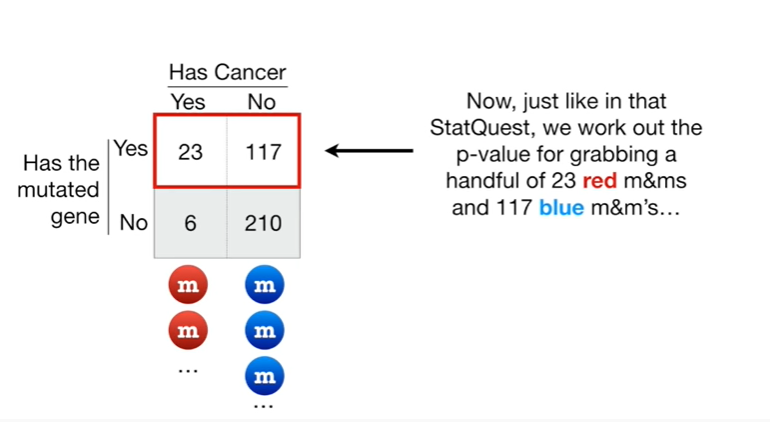 Has Cancer
Yes No
Has the
mutated
gene
Yes 23 117
No 6 210
m m
m m
... m
...
Now, just like in that
StatQuest, we work out the
p-value for grabbing a
handful of 23 red m&ms
and 117 blue m&m's...